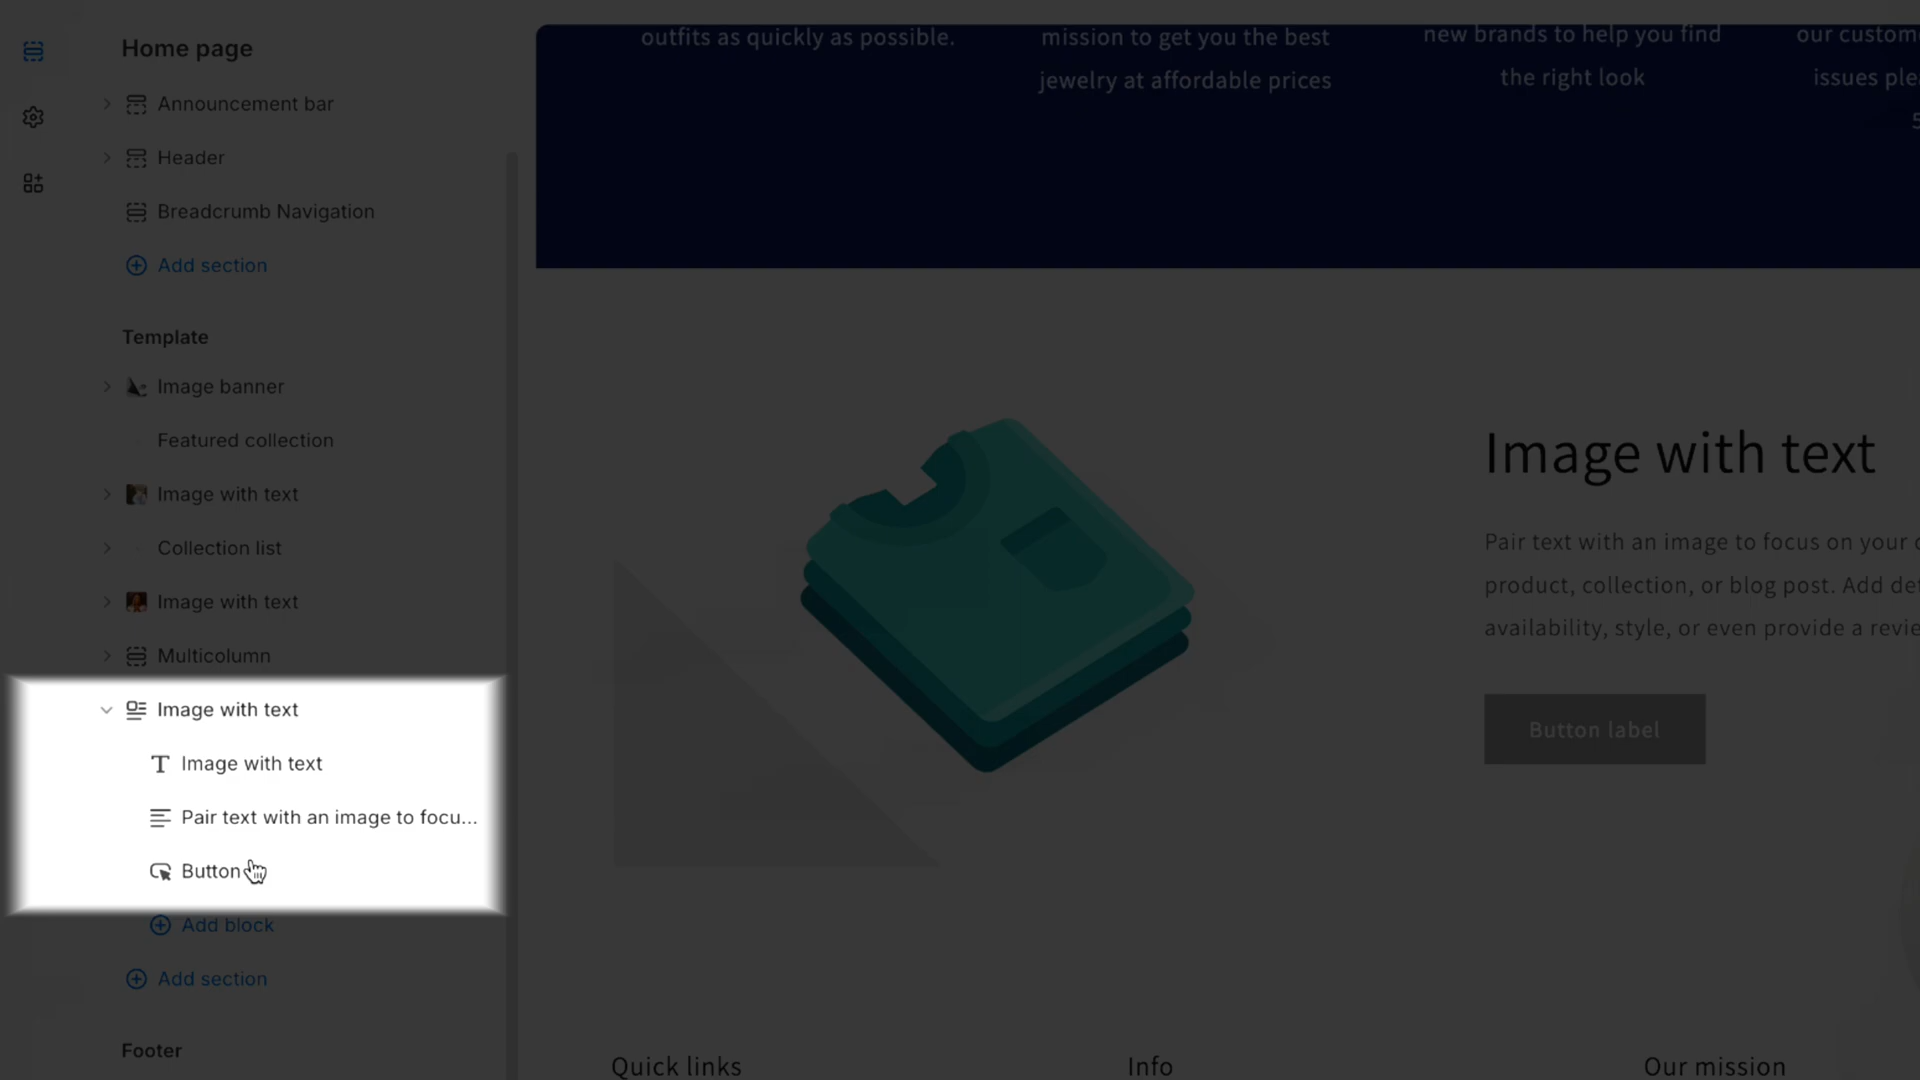 Home page
Announcement bar
Header
Breadcrumb Navigation
Add section
Template
Image banner
Featured collection
Image with text
Collection list
Image with text
Multicolumn
Image with text
Image with text
Pair text with an image to focu...
Button
Add block
Add section
Footer
outfits as quickly as possible.
mission to get you the best
jewelry at affordable prices
new brands to help you find
the right look
our custom
issues ple
5
Image with text
Pair text with an image to focus on your
product, collection, or blog post. Add de
availability, style, or even provide a revie
Button label
Quick links
Info
Our mission